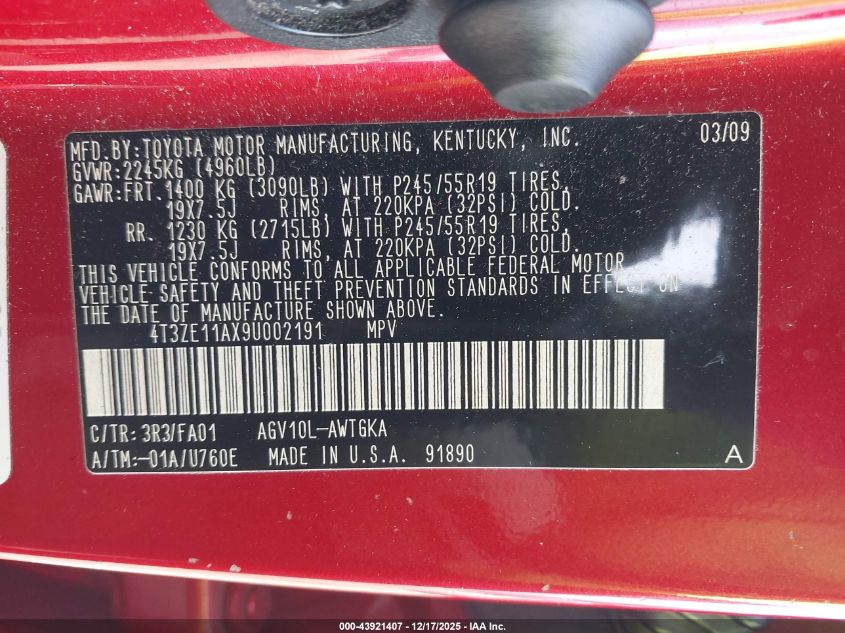 MFD.BY:TOYOTA MOTOR MANUFACTURING, KENTUCKY, INC. 03/09
GVWR:2245KG (4960LB)
GAWR:FRT. 1400 KG (3090LB) WITH P245/55R19 TIRES,
19X7.5J RIMS, AT 220KPA (32PSI) COLD.
RR. 1230 KG (2715LB) WITH P245/55R19 TIRES,
19X7.5J RIMS, AT 220KPA (32PSI) COLD.
THIS VEHICLE CONFORMS TO ALL APPLICABLE FEDERAL MOTOR
VEHICLE SAFETY AND THEFT PREVENTION STANDARDS IN EFFECT ON
THE DATE OF MANUFACTURE SHOWN ABOVE.
4T3ZE11AX9U002191 MPV
C/TR: 3R3/FA01 AGV10L-AWTGKA
A/TM:-01A/U760E MADE IN U.S.A. 91890 A
000-43921407 - 12/17/2025 - IAA Inc.